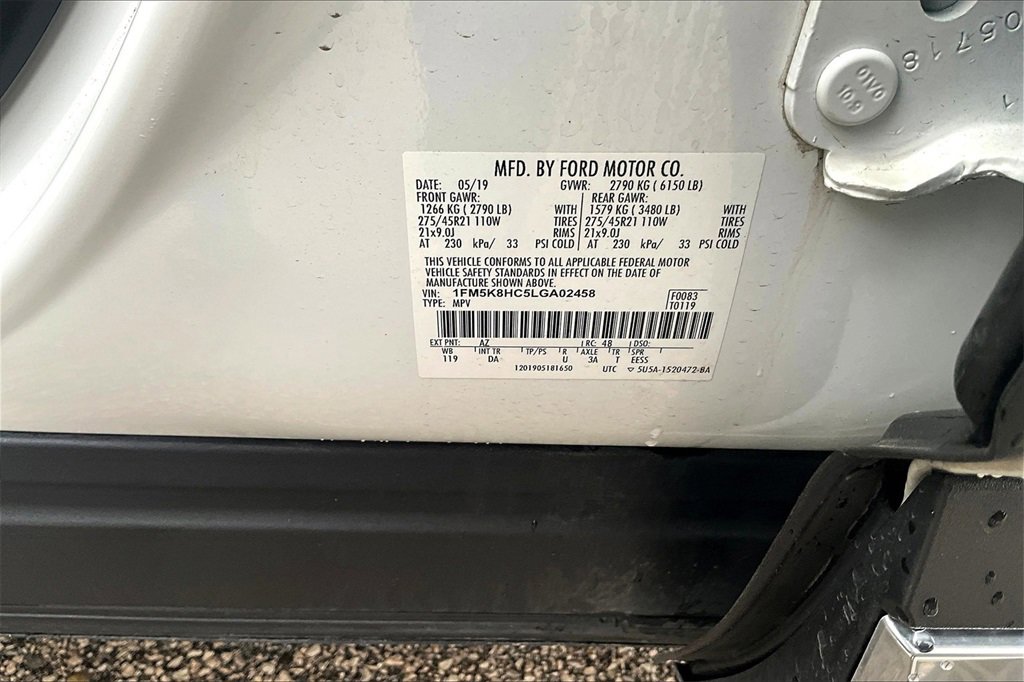 MFD. BY FORD MOTOR CO.
DATE: 05/19 GVWR: 2790 KG ( 6150 LB)
FRONT GAWR: REAR GAWR:
1266 KG ( 2790 LB) WITH 1579 KG ( 3480 LB) WITH
275/45R21 110W TIRES 275/45R21 110W TIRES
21x9.0J RIMS 21x9.0J RIMS
AT 230 kPa/ 33 PSI COLD AT 230 kPa/ 33 PSI COLD
THIS VEHICLE CONFORMS TO ALL APPLICABLE FEDERAL MOTOR
VEHICLE SAFETY STANDARDS IN EFFECT ON THE DATE OF
MANUFACTURE SHOWN ABOVE.
VIN: 1FM5K8HC5LGA02458 F0083
TYPE: MPV T0119
EXT PNT: AZ RC: 48 DSO:
WB INT TR TP/PS R AXLE TR SPR
119 DA U 3A T EESS
1201905181650 UTC 5U5A-1520472-BA
05718
OIVO
10.9
1